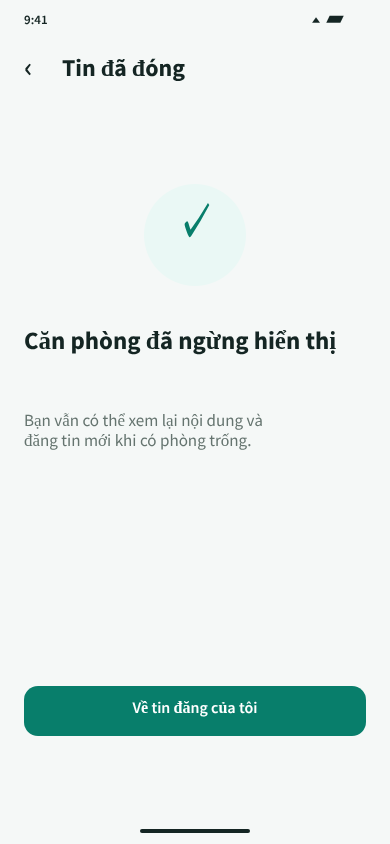 9:41
Tin đã đóng
Căn phòng đã ngừng hiển thị
Bạn vẫn có thể xem lại nội dung và
đăng tin mới khi có phòng trống.
Về tin đăng của tôi